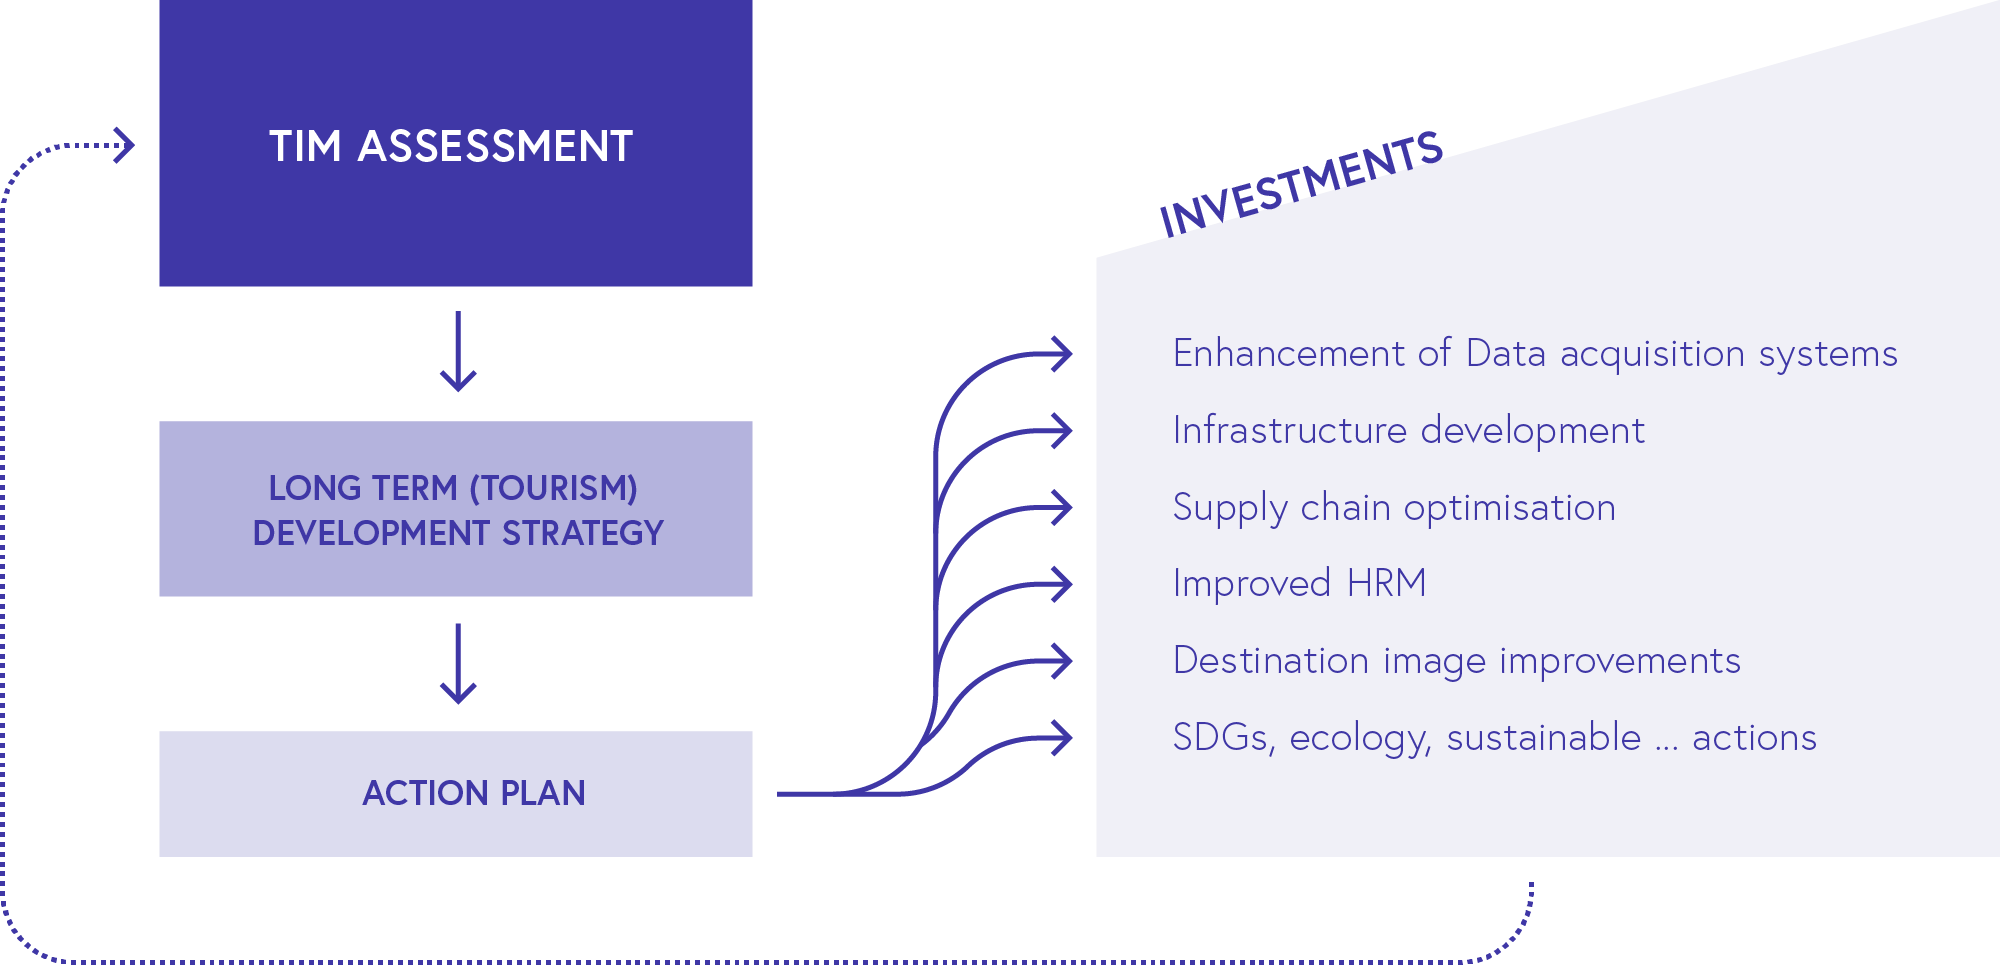 TIM ASSESSMENT
LONG TERM (TOURISM)
DEVELOPMENT STRATEGY
ACTION PLAN
INVESTMENTS
Enhancement of Data acquisition systems
Infrastructure development
Supply chain optimisation
Improved HRM
Destination image improvements
SDGs, ecology, sustainable ... actions